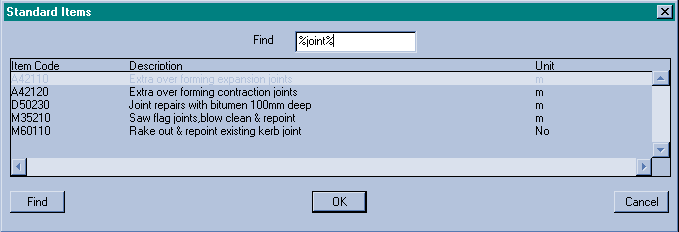 Standard Items
Find %joint%
Item Code Description Unit
A42110 Extra over forming expansion joints m
A42120 Extra over forming contraction joints m
D50230 Joint repairs with bitumen 100mm deep m
M35210 Saw flag joints,blow clean & repoint m
M60110 Rake out & repoint existing kerb joint No
Find OK Cancel